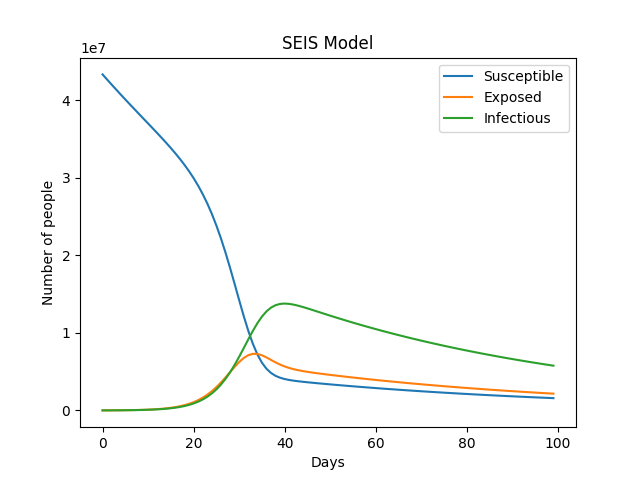 SEIS Model
1e7
Susceptible
Exposed
Infectious
4
3
2
1
0
Number of people
0 20 40 60 80 100
Days